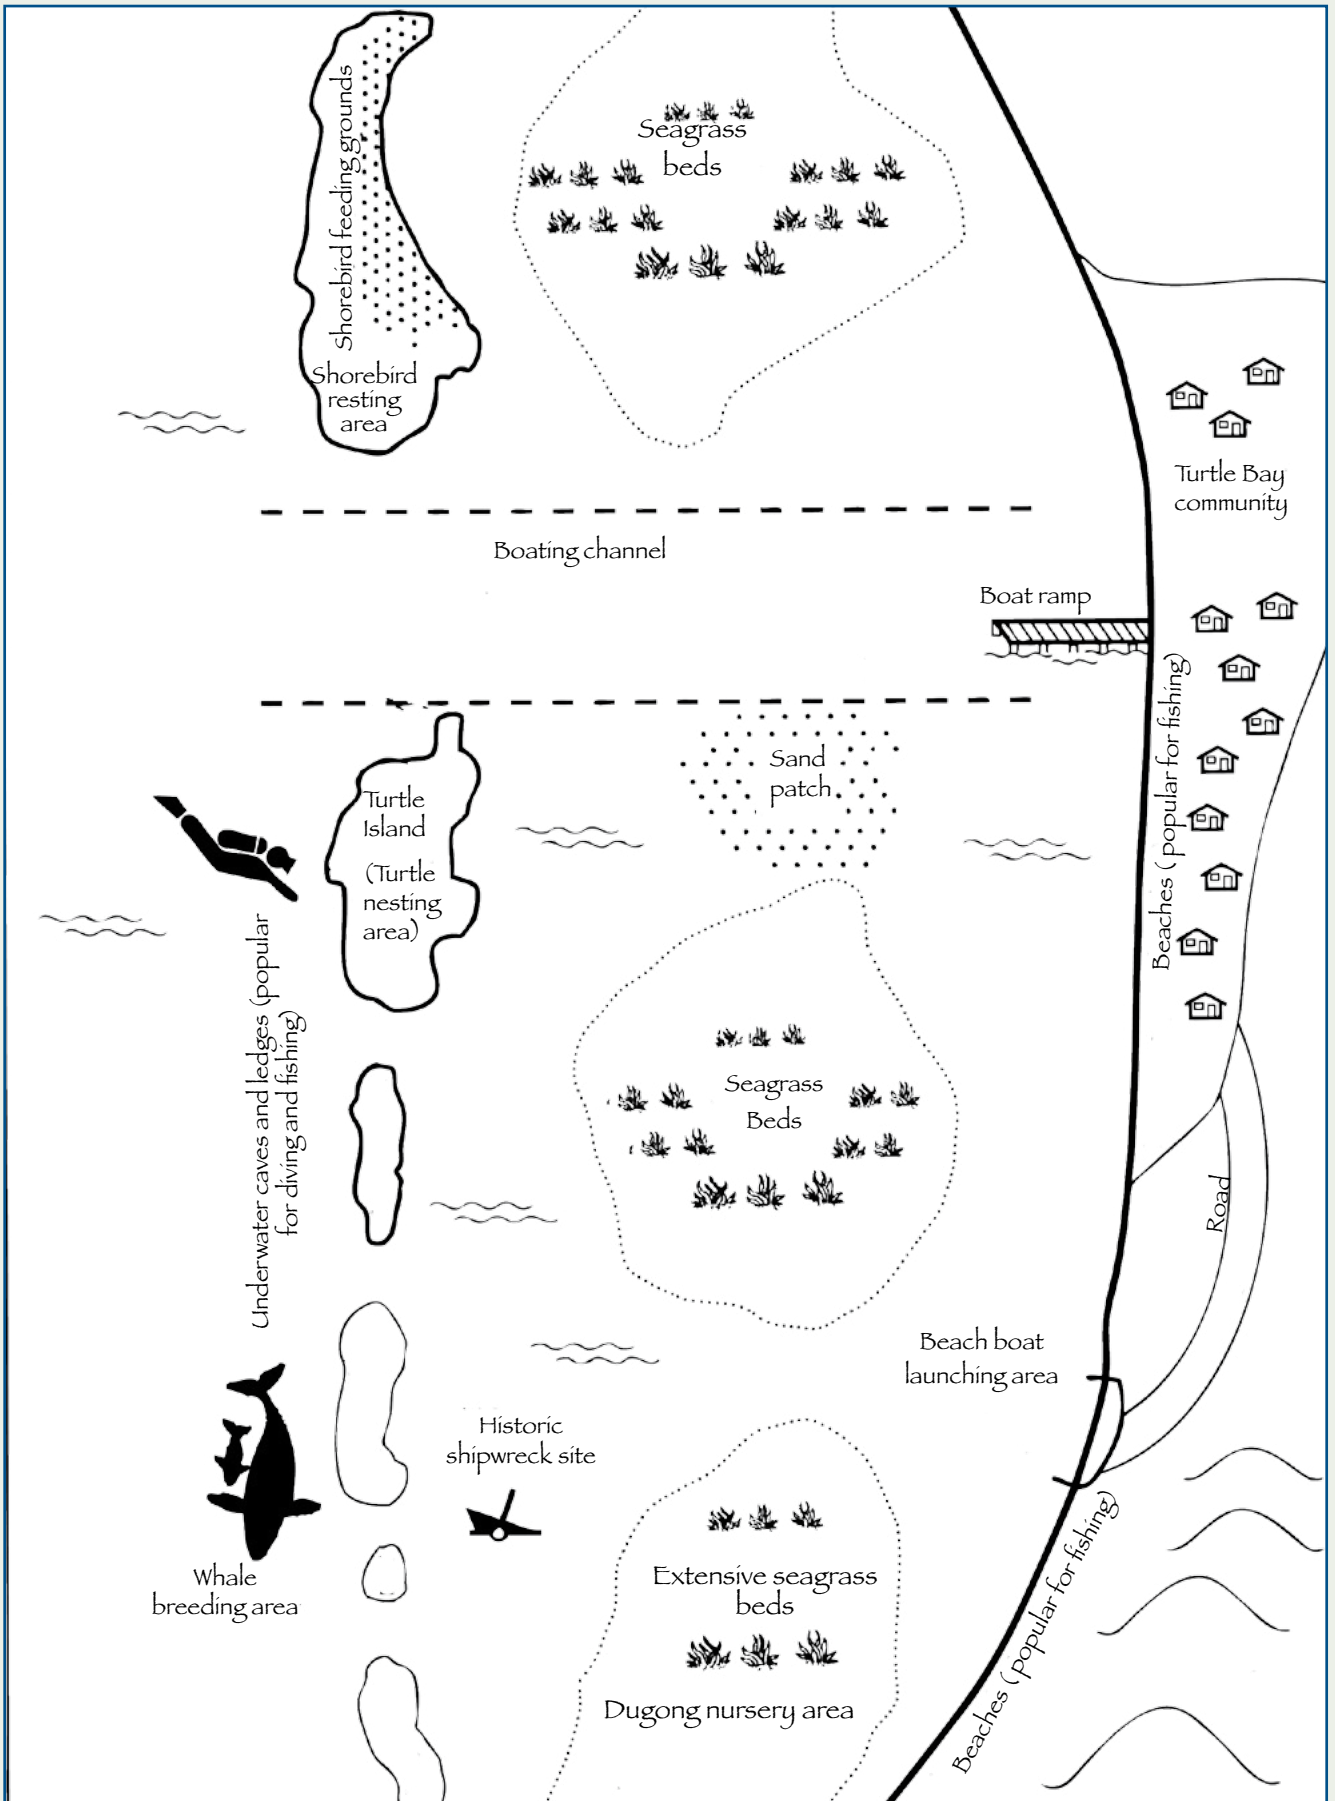 Seagrass
beds
Shorebird feeding grounds
Shorebird
resting
area
Turtle Bay
community
Boating channel
Boat ramp
Beaches (popular for fishing)
Sand
patch
Turtle
Island
(Turtle
nesting
area)
Underwater caves and ledges (popular
for diving and fishing)
Seagrass
Beds
Road
Beach boat
launching area
Historic
shipwreck site
Whale
breeding area
Extensive seagrass
beds
Dugong nursery area
Beaches (popular for fishing)